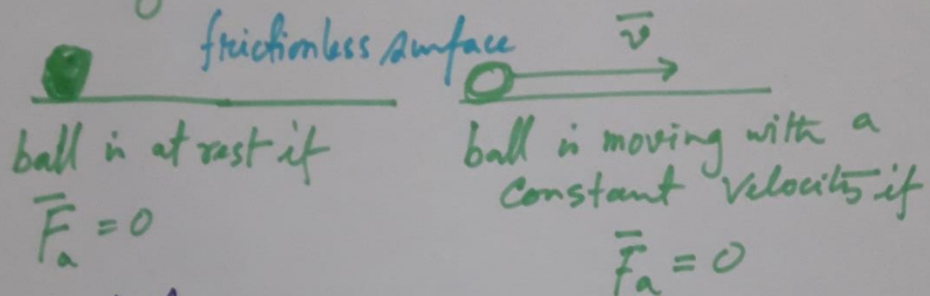 frictionless surface
v̅
ball is at rest if
F̅ₐ = 0
ball is moving with a
constant velocity if
F̅ₐ = 0